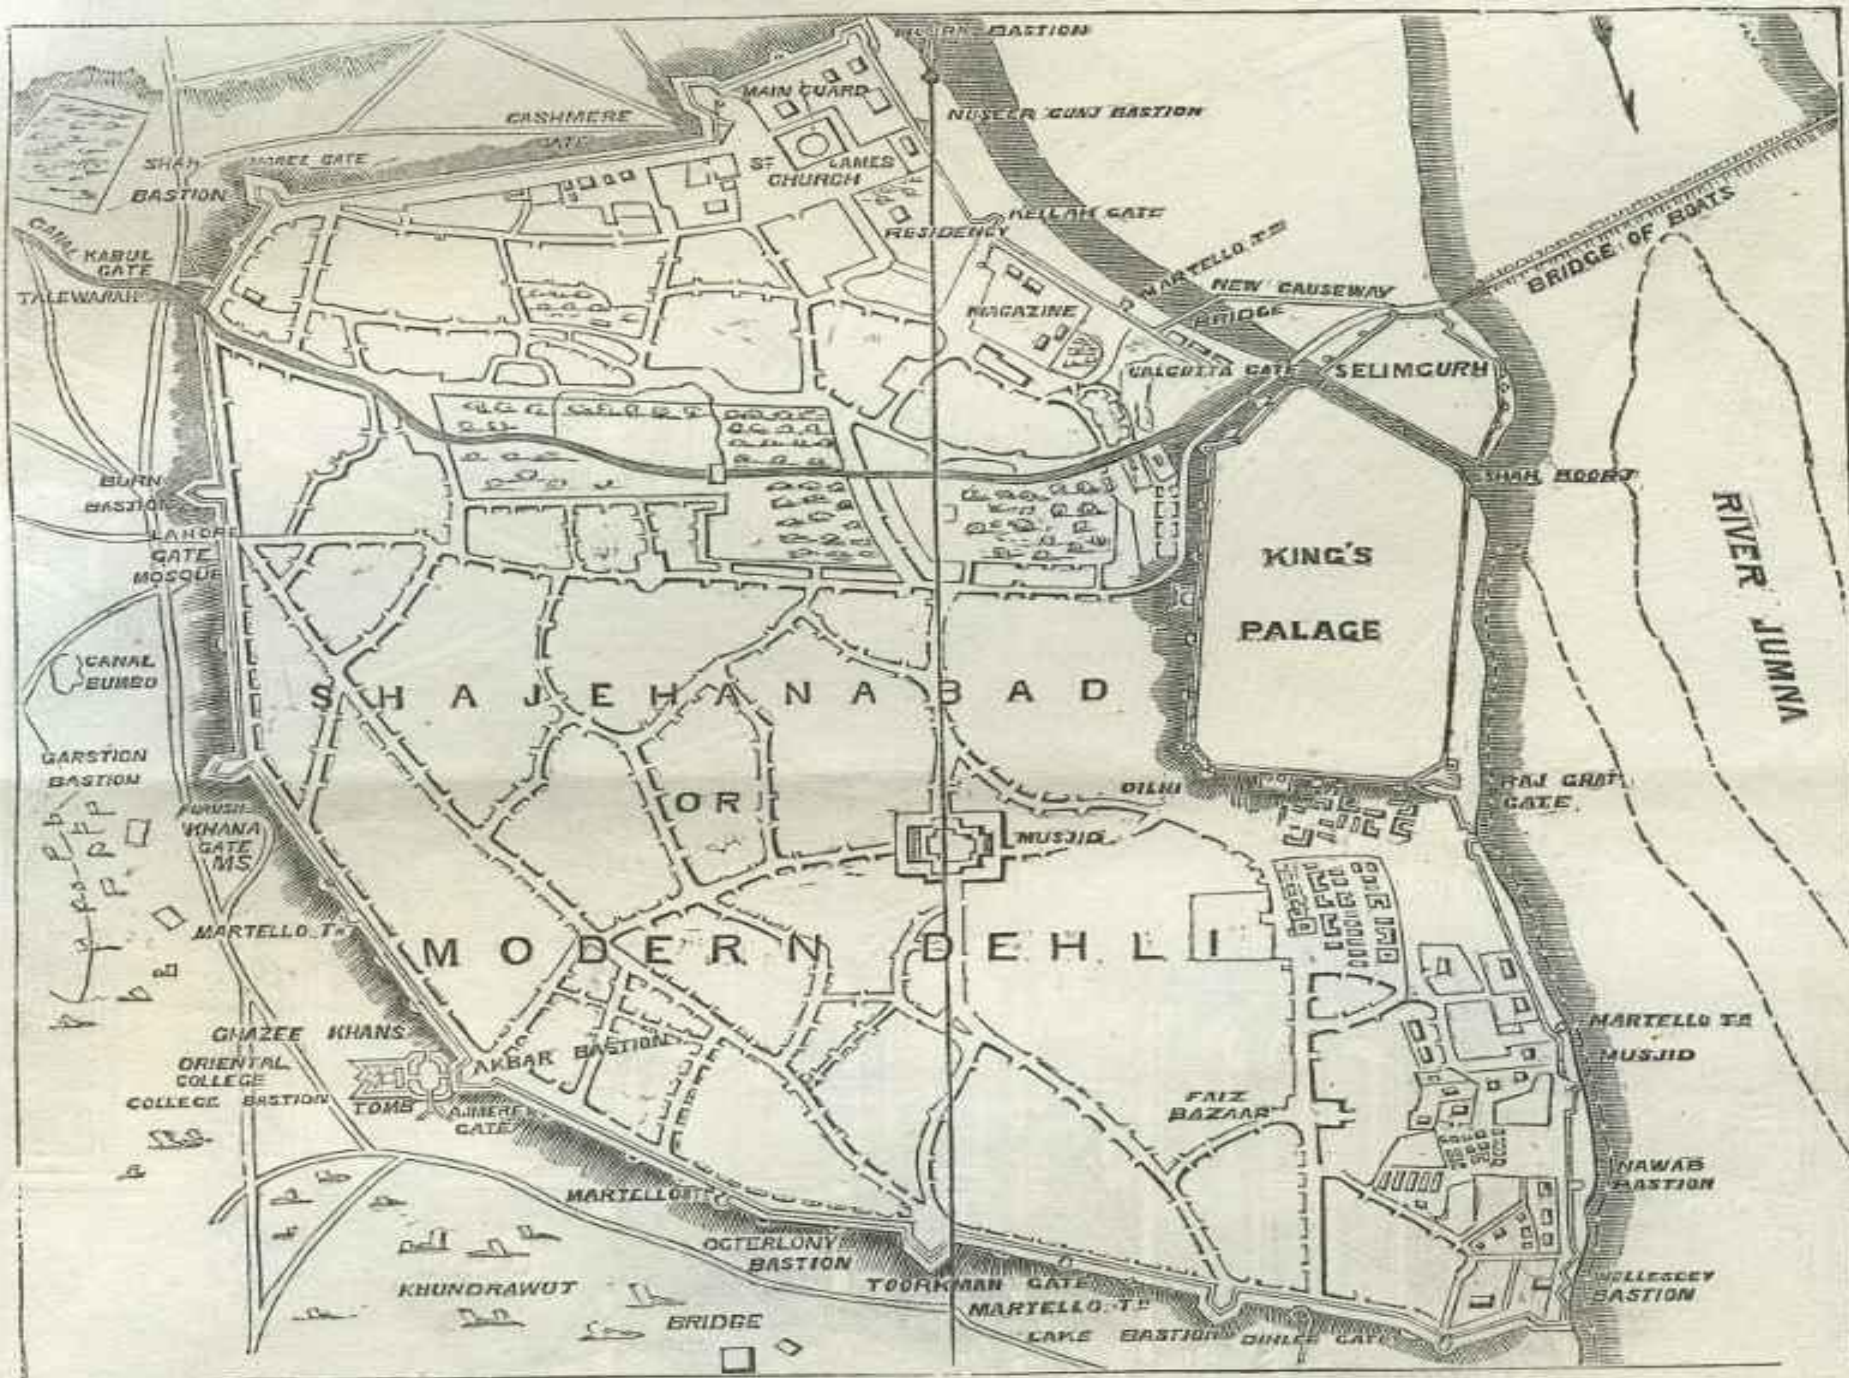 BASTION
MAIN GUARD
CASHMERE
GATE
NUSEER GUNJ BASTION
SHAH
BASTION
MOREE GATE
ST. LAMES
CHURCH
KELLAH GATE
RESIDENCY
CANAL
KABUL
GATE
TALEWARAH
MARTELLO. TR
NEW CAUSEWAY
BRIDGE
BRIDGE OF BOATS
MAGAZINE
CALCUTTA GATE
SELIMGURH
BURN
BASTION
SHAH BOORJ
LAHORE
GATE
MOSQUE
KING'S
PALAGE
RIVER JUMNA
CANAL
BUMBO
SHAJEHANABAD
GARSTION
BASTION
OR
DILHI
RAJ GHAT
GATE
KHANA
GATE
MS
MUSJID
MARTELLO. TR
MODERN DEHLI
GHAZEE KHANS
ORIENTAL
COLLEGE
COLLEGE BASTION
TOMB
AKBAR BASTION
AJMERE
GATE
MARTELLO TR
MUSJID
FAIZ
BAZAAR
NAWAB
BASTION
MARTELLO
OCTERLONY
BASTION
TOORKMAN GATE
MARTELLO. TR
LAKE BASTION
DIHLEE GATE
WELLESLEY
BASTION
KHUNDRAWUT
BRIDGE